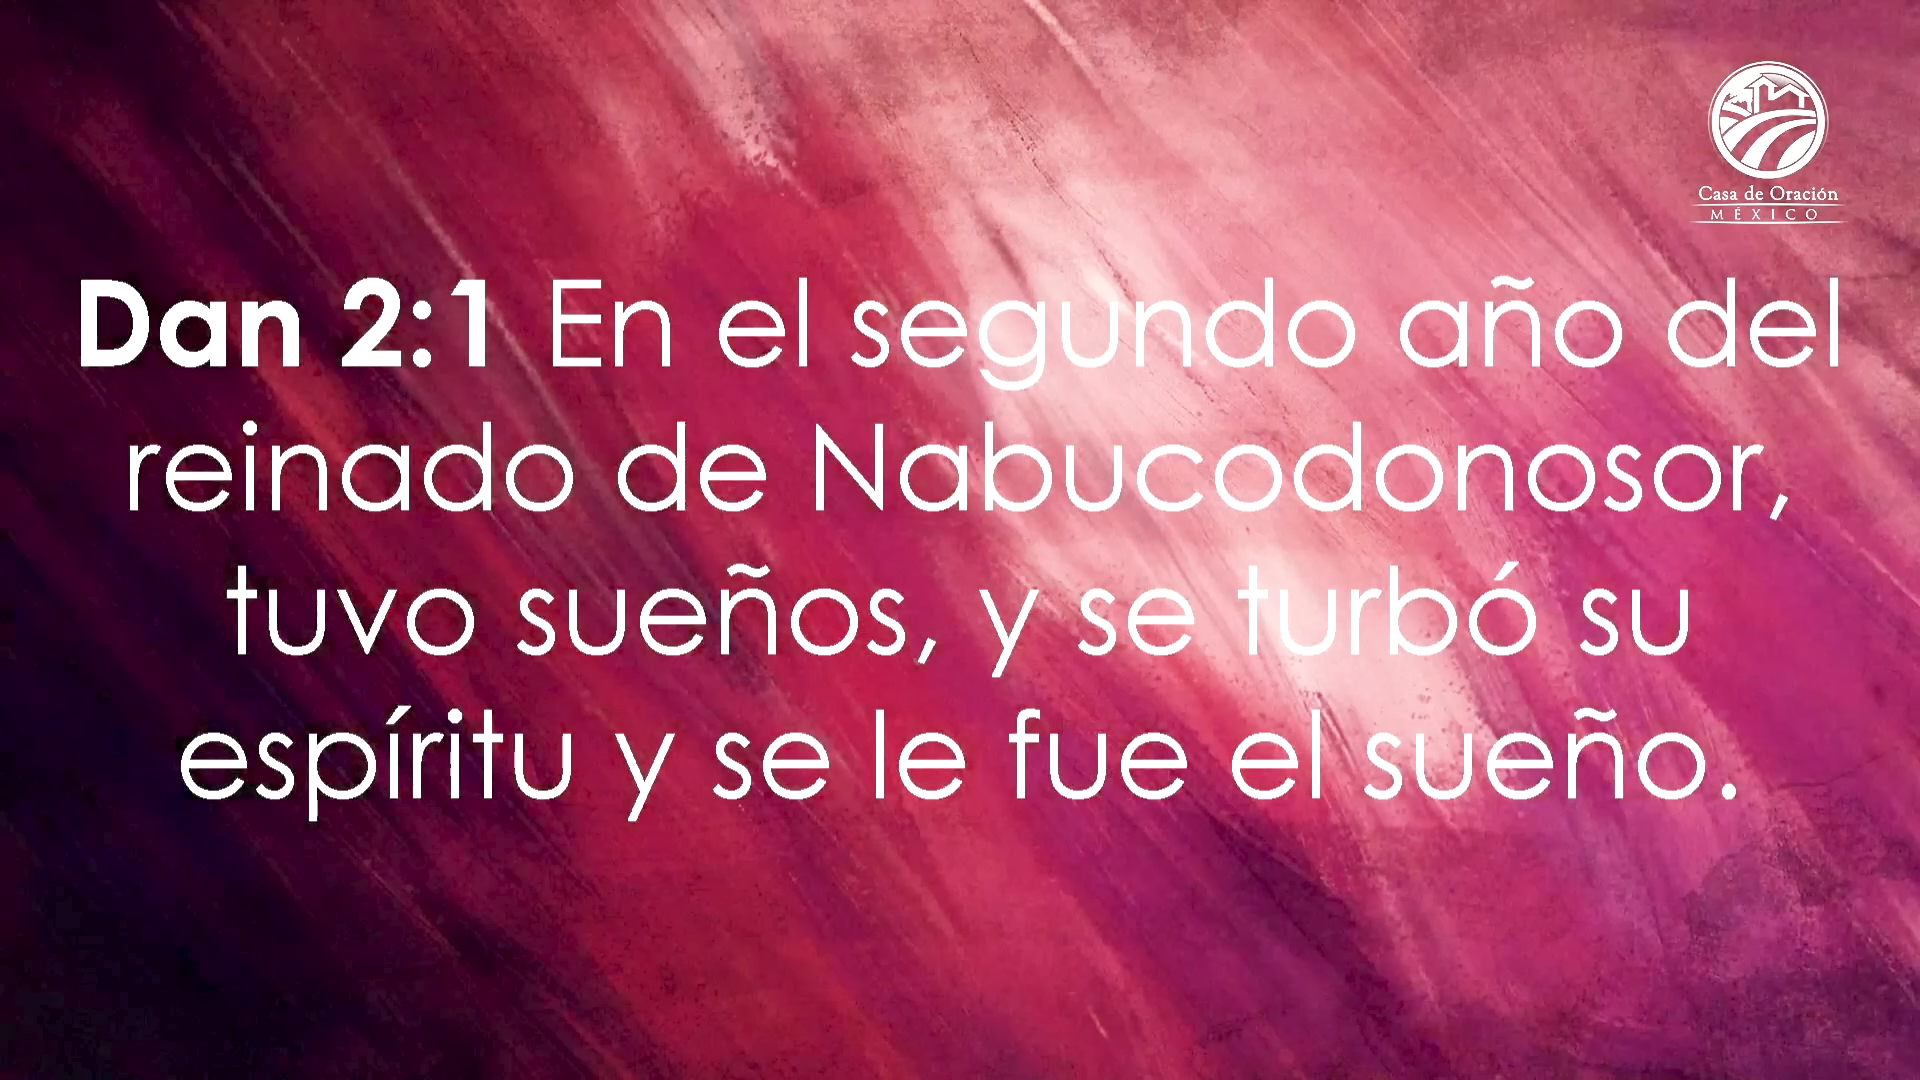 Casa de Oración
MÉXICO
Dan 2:1 En el segundo año del
reinado de Nabucodonosor,
tuvo sueños, y se turbó su
espíritu y se le fue el sueño.